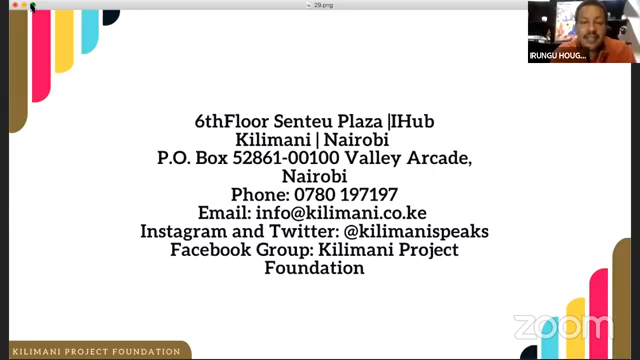 29.png
IRUNGU HOUG...
6thFloor Senteu Plaza |IHub
Kilimani | Nairobi
P.O. Box 52861-00100 Valley Arcade,
Nairobi
Phone: 0780 197197
Email: info@kilimani.co.ke
Instagram and Twitter: @kilimanispeaks
Facebook Group: Kilimani Project
Foundation
zoom
KILIMANI PROJECT FOUNDATION